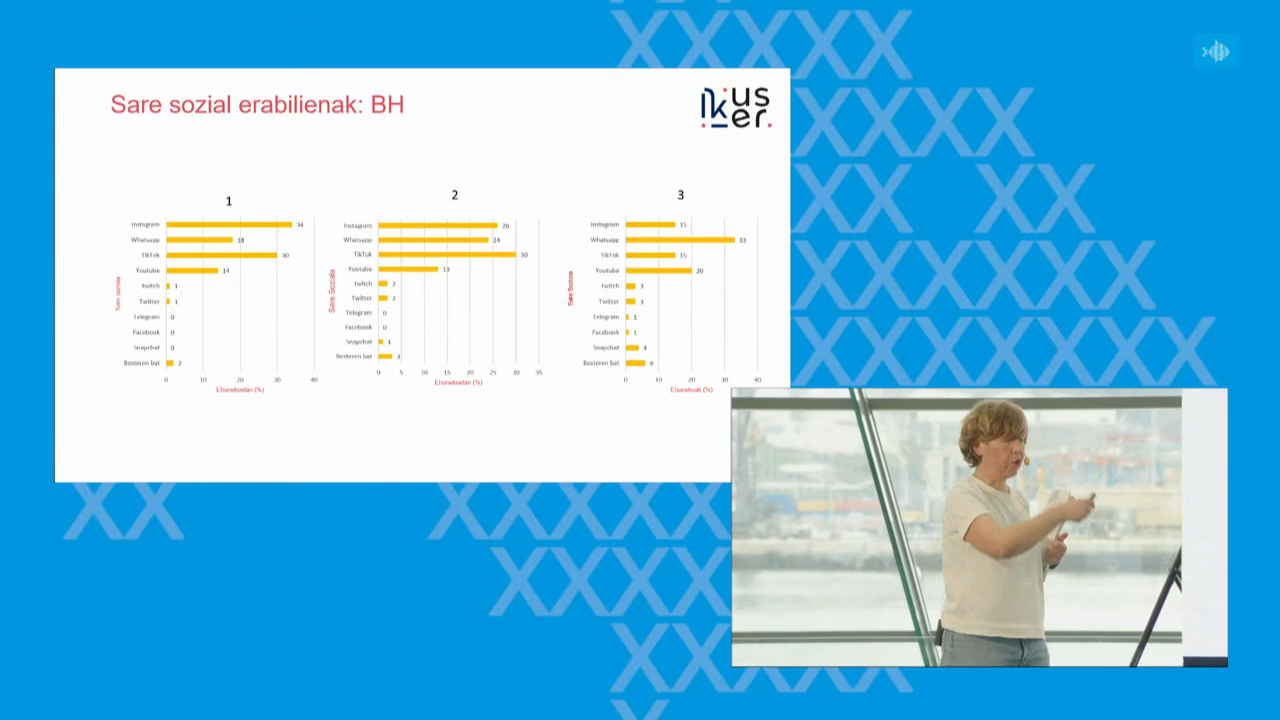 Sare sozial erabilienak: BH
ikus
er.
1
Instagram 34
Whatsapp 18
TikTok 30
Youtube 14
Twitch 1
Twitter 1
Telegram 0
Facebook 0
Snapchat 0
Besteren bat 2
0 10 20 30 40
Sare soziala
Ehunekoetan (%)
2
Instagram 26
Whatsapp 24
TikTok 30
Youtube 13
Twitch 2
Twitter 2
Telegram 0
Facebook 0
Snapchat 1
Besteren bat 3
0 5 10 15 20 25 30 35
Sare Soziala
Ehunekoetan (%)
3
Instagram 15
Whatsapp 33
TikTok 15
Youtube 20
Twitch 3
Twitter 3
Telegram 1
Facebook 1
Snapchat 4
Besteren bat 6
0 10 20 30 40
Sare Soziala
Ehunekoak (%)